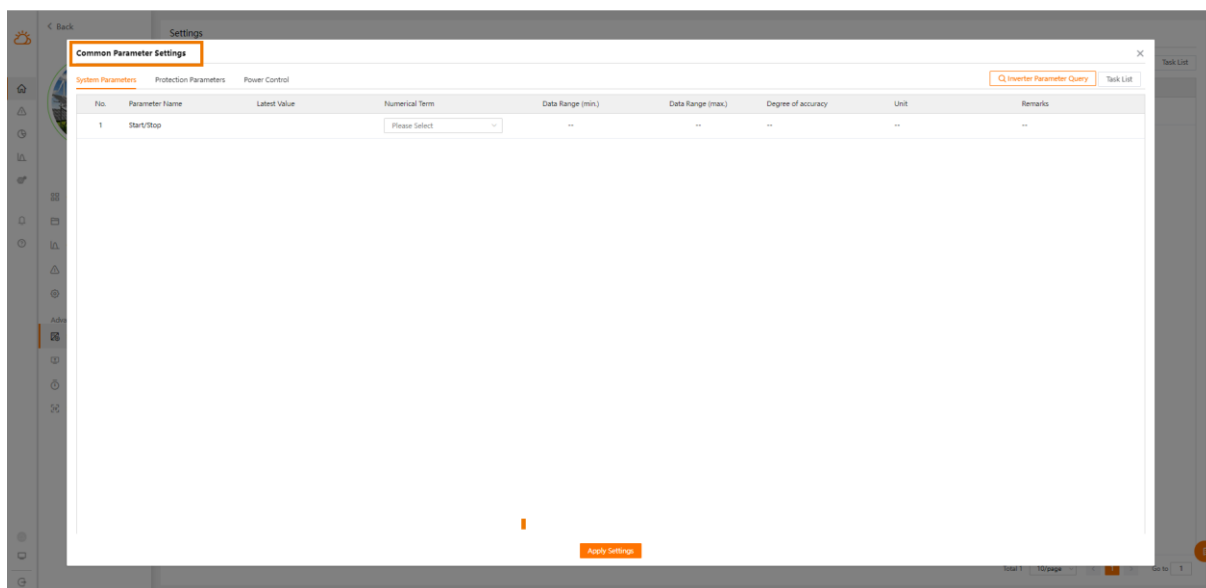 < Back
Settings
Common Parameter Settings
Task List
System Parameters Protection Parameters Power Control
Inverter Parameter Query Task List
No. Parameter Name Latest Value Numerical Term Data Range (min.) Data Range (max.) Degree of accuracy Unit Remarks
1 Start/Stop Please Select -- -- -- -- --
Adva
Apply Settings
Total 1 10/page 1 Go to 1